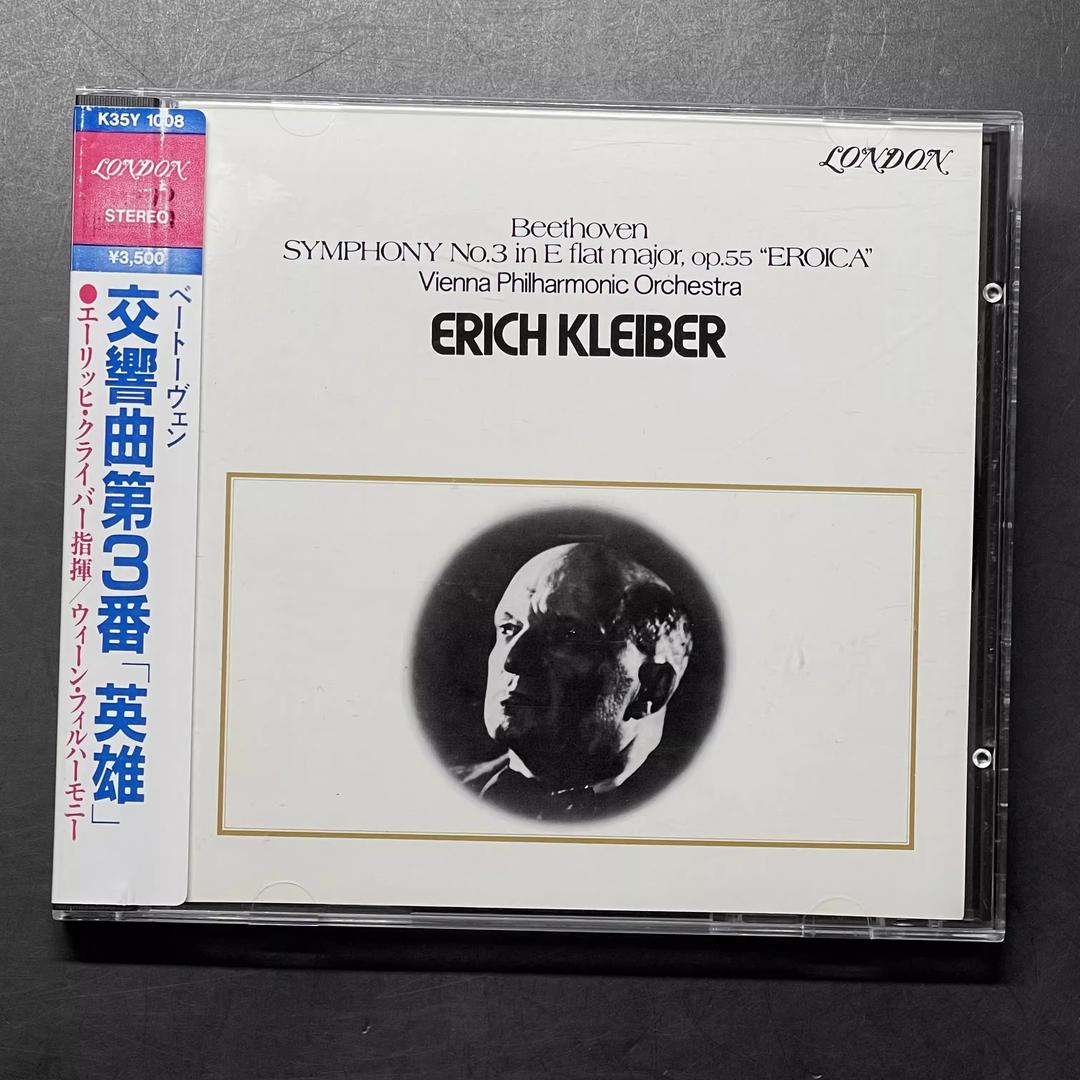 K35Y 1008
LONDON
STEREO
¥3,500
ベートーヴェン
交響曲第3番「英雄」
●エーリッヒ・クライバー指揮／ウィーン・フィルハーモニー
LONDON
Beethoven
SYMPHONY No.3 in E flat major, op.55 “EROICA”
Vienna Philharmonic Orchestra
ERICH KLEIBER